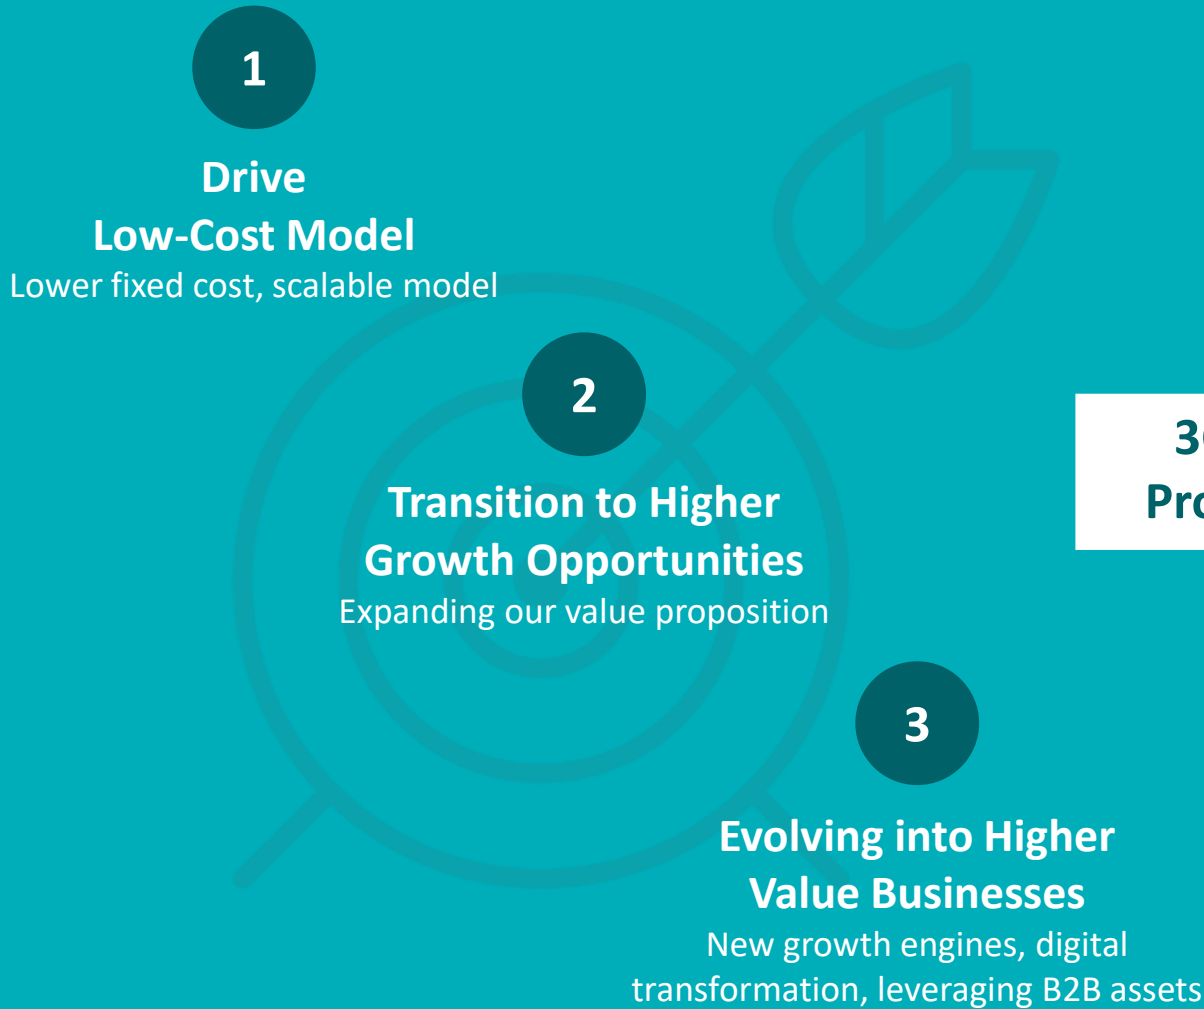 1
Drive
Low-Cost Model
Lower fixed cost, scalable model
2
Transition to Higher
Growth Opportunities
Expanding our value proposition
3
Evolving into Higher
Value Businesses
New growth engines, digital
transformation, leveraging B2B assets